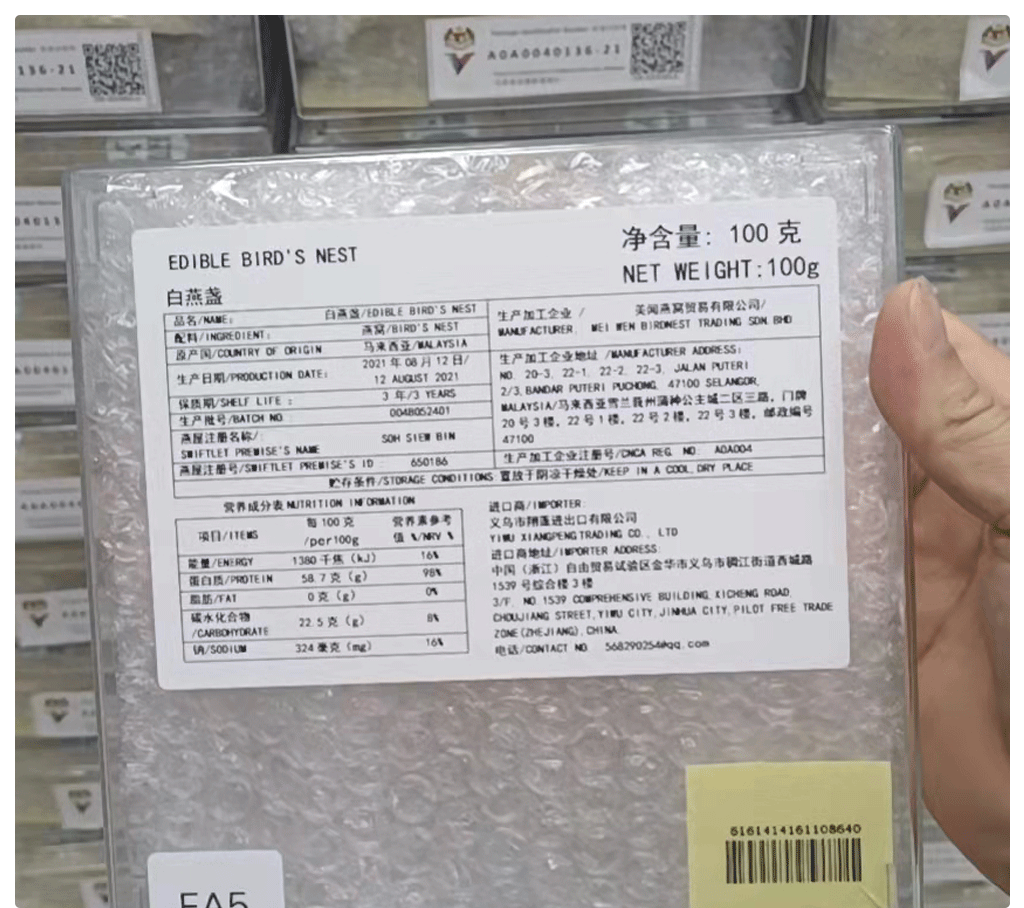 136-21
A0A0040136-21
EDIBLE BIRD'S NEST
净含量: 100 克
NET WEIGHT:100g
白燕盏
品名/NAME: 白燕盏/EDIBLE BIRD'S NEST
配料/INGREDIENT: 燕窝/BIRD'S NEST
原产国/COUNTRY OF ORIGIN 马来西亚/MALAYSIA
生产日期/PRODUCTION DATE: 2021 年 08 月 12 日/
12 AUGUST 2021
保质期/SHELF LIFE : 3 年/3 YEARS
生产批号/BATCH NO 0048052401
燕屋注册名称/:
SWIFTLET PREMISE'S NAME SOH SIEW BIN
燕屋注册号/SWIFTLET PREMISE'S ID 650186
生产加工企业 / 美闻燕窝贸易有限公司/
MANUFACTURER. MEI WEN BIRDNEST TRADING SDN BHD
生产加工企业地址 /MANUFACTURER ADDRESS:
NO. 20-3, 22-1, 22-2, 22-3, JALAN PUTERI
2/3, BANDAR PUTERI PUCHONG, 47100 SELANGOR,
MALAYSIA/马来西亚雪兰莪州蒲种公主城二区三路, 门牌
20 号 3 楼, 22 号 1 楼, 22 号 2 楼, 22 号 3 楼, 邮政编号
47100
生产加工企业注册号/CNCA REG. NO. A0A004
贮存条件/STORAGE CONDITIONS 置放于阴凉干燥处/KEEP IN A COOL, DRY PLACE
营养成分表 NUTRITION INFORMATION
项目/ITEMS 每 100 克/per100g 营养素参考值 %/NRV %
能量/ENERGY 1380 千焦 (kJ) 16%
蛋白质/PROTEIN 58.7 克 (g) 98%
脂肪/FAT 0 克 (g) 0%
碳水化合物/CARBOHYDRATE 22.5 克 (g) 8%
钠/SODIUM 324 毫克 (mg) 16%
进口商/IMPORTER:
义乌市翔蓬进出口有限公司
YIWU XIANGPENG TRADING CO., LTD
进口商地址/IMPORTER ADDRESS:
中国 (浙江) 自由贸易试验区金华市义乌市稠江街道西城路
1539 号综合楼 3 楼
3/F, NO 1539 COMPREHENSIVE BUILDING, XICHENG ROAD,
CHOUJIANG STREET, YIWU CITY, JINHUA CITY, PILOT FREE TRADE
ZONE (ZHEJIANG), CHINA.
电话/CONTACT NO 568290254@qq.com
6161414161108640
EA5